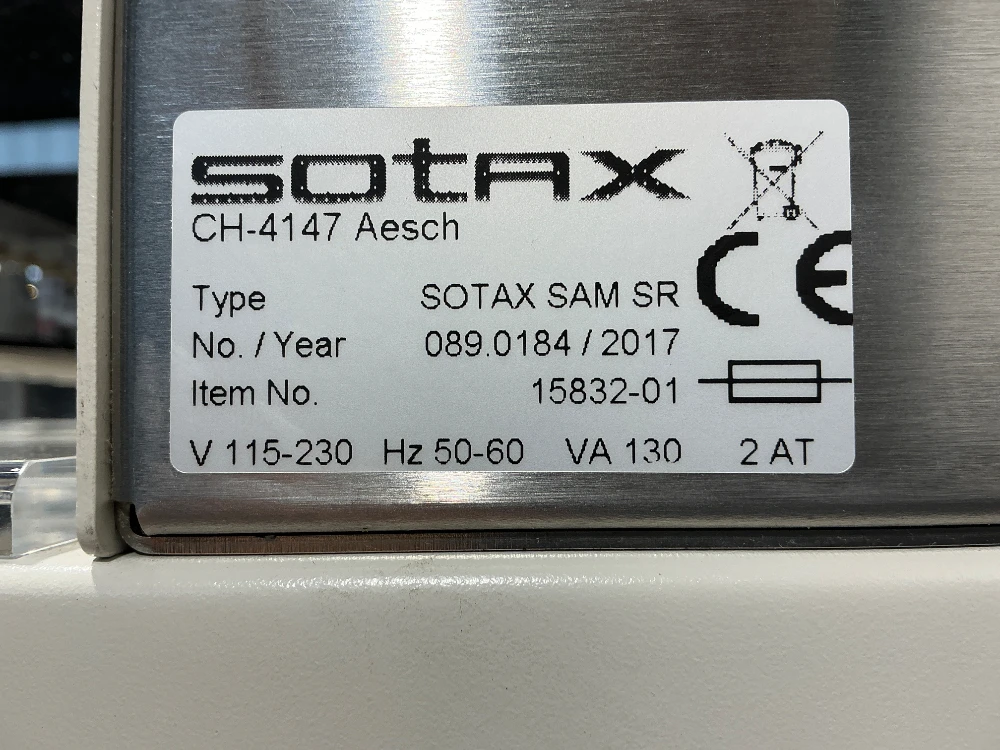 sotax
CH-4147 Aesch
Type SOTAX SAM SR
No. / Year 089.0184 / 2017
Item No. 15832-01
V 115-230 Hz 50-60 VA 130 2 AT
CE